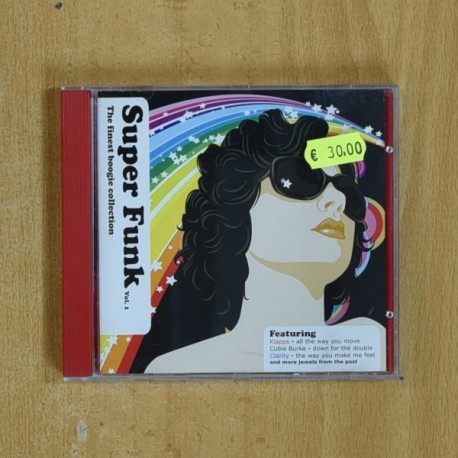 Super Funk Vol. 1
The finest boogie collection
€ 30.00
Featuring
Klapps - all the way you move
Cubie Burke - down for the double
Clarity - the way you make me feel
and more jewels from the past